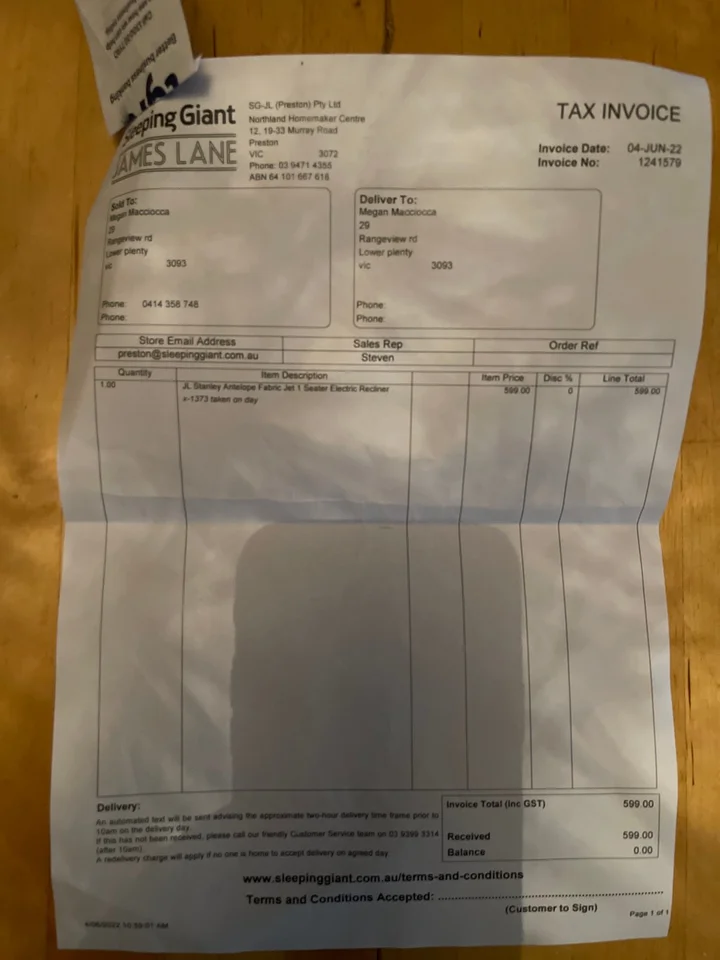 Better business banking
Sleeping Giant
JAMES LANE
SG-JL (Preston) Pty Ltd
Northland Homemaker Centre
12, 19-33 Murray Road
Preston
VIC 3072
Phone: 03 9471 4355
ABN 64 101 667 616
TAX INVOICE
Invoice Date: 04-JUN-22
Invoice No: 1241579
Sold To:
Megan Macciocca
29
Rangeview rd
Lower plenty
vic 3093
Phone: 0414 358 748
Phone:
Deliver To:
Megan Macciocca
29
Rangeview rd
Lower plenty
vic 3093
Phone:
Phone:
Store Email Address Sales Rep Order Ref
preston@sleepinggiant.com.au Steven
Quantity Item Description Item Price Disc % Line Total
1.00 JL Stanley Antelope Fabric Jet 1 Seater Electric Recliner 599.00 0 599.00
x-1373 taken on day
Delivery:
An automated text will be sent advising the approximate two-hour delivery time frame prior to
10am on the delivery day.
If this has not been received, please call our friendly Customer Service team on 03 9399 3314
(after 10am).
A redelivery charge will apply if no one is home to accept delivery on agreed day.
Invoice Total (inc GST) 599.00
Received 599.00
Balance 0.00
www.sleepinggiant.com.au/terms-and-conditions
Terms and Conditions Accepted: ................................................
(Customer to Sign)
Page 1 of 1